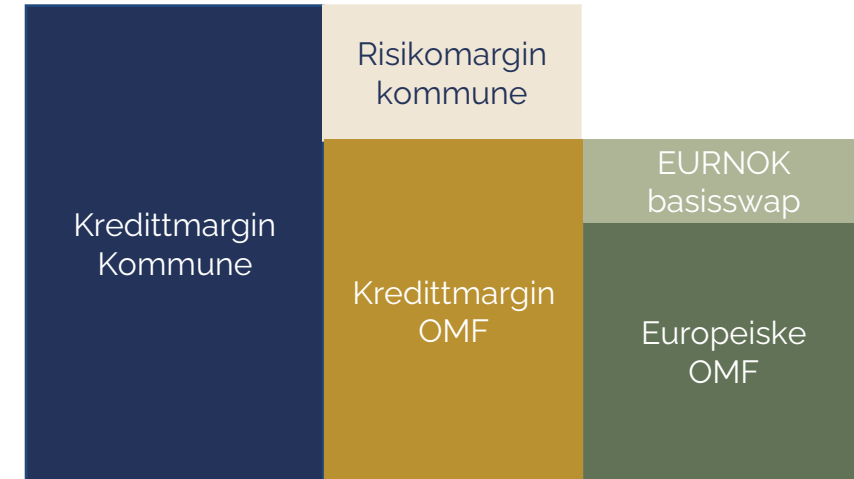 Kredittmargin
Kommune
Risikomargin
kommune
Kredittmargin
OMF
EURNOK
basisswap
Europeiske
OMF